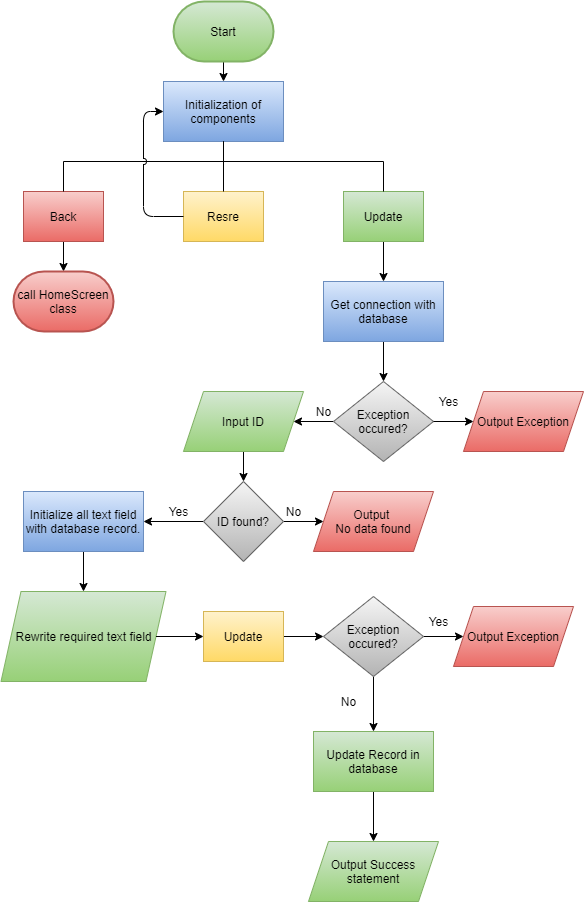 Start
Initialization of
components
Back
Resre
Update
call HomeScreen
class
Get connection with
database
Exception
occured?
No
Yes
Input ID
Output Exception
ID found?
Yes
No
Initialize all text field
with database record.
Output
No data found
Rewrite required text field
Update
Exception
occured?
Yes
Output Exception
No
Update Record in
database
Output Success
statement